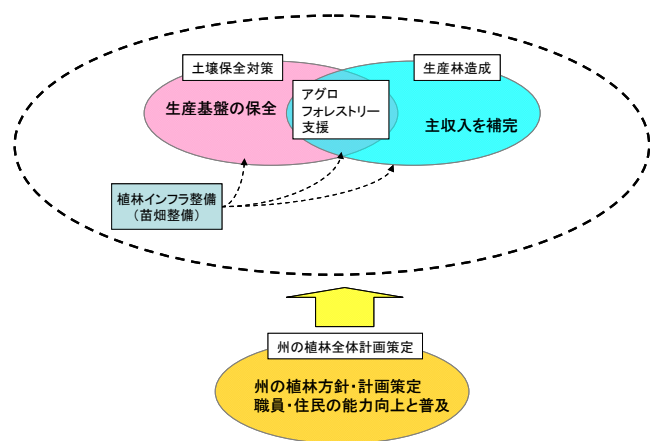 土壌保全対策
生産林造成
アグロ
フォレストリー
支援
生産基盤の保全
主収入を補完
植林インフラ整備
（苗畑整備）
州の植林全体計画策定
州の植林方針・計画策定
職員・住民の能力向上と普及